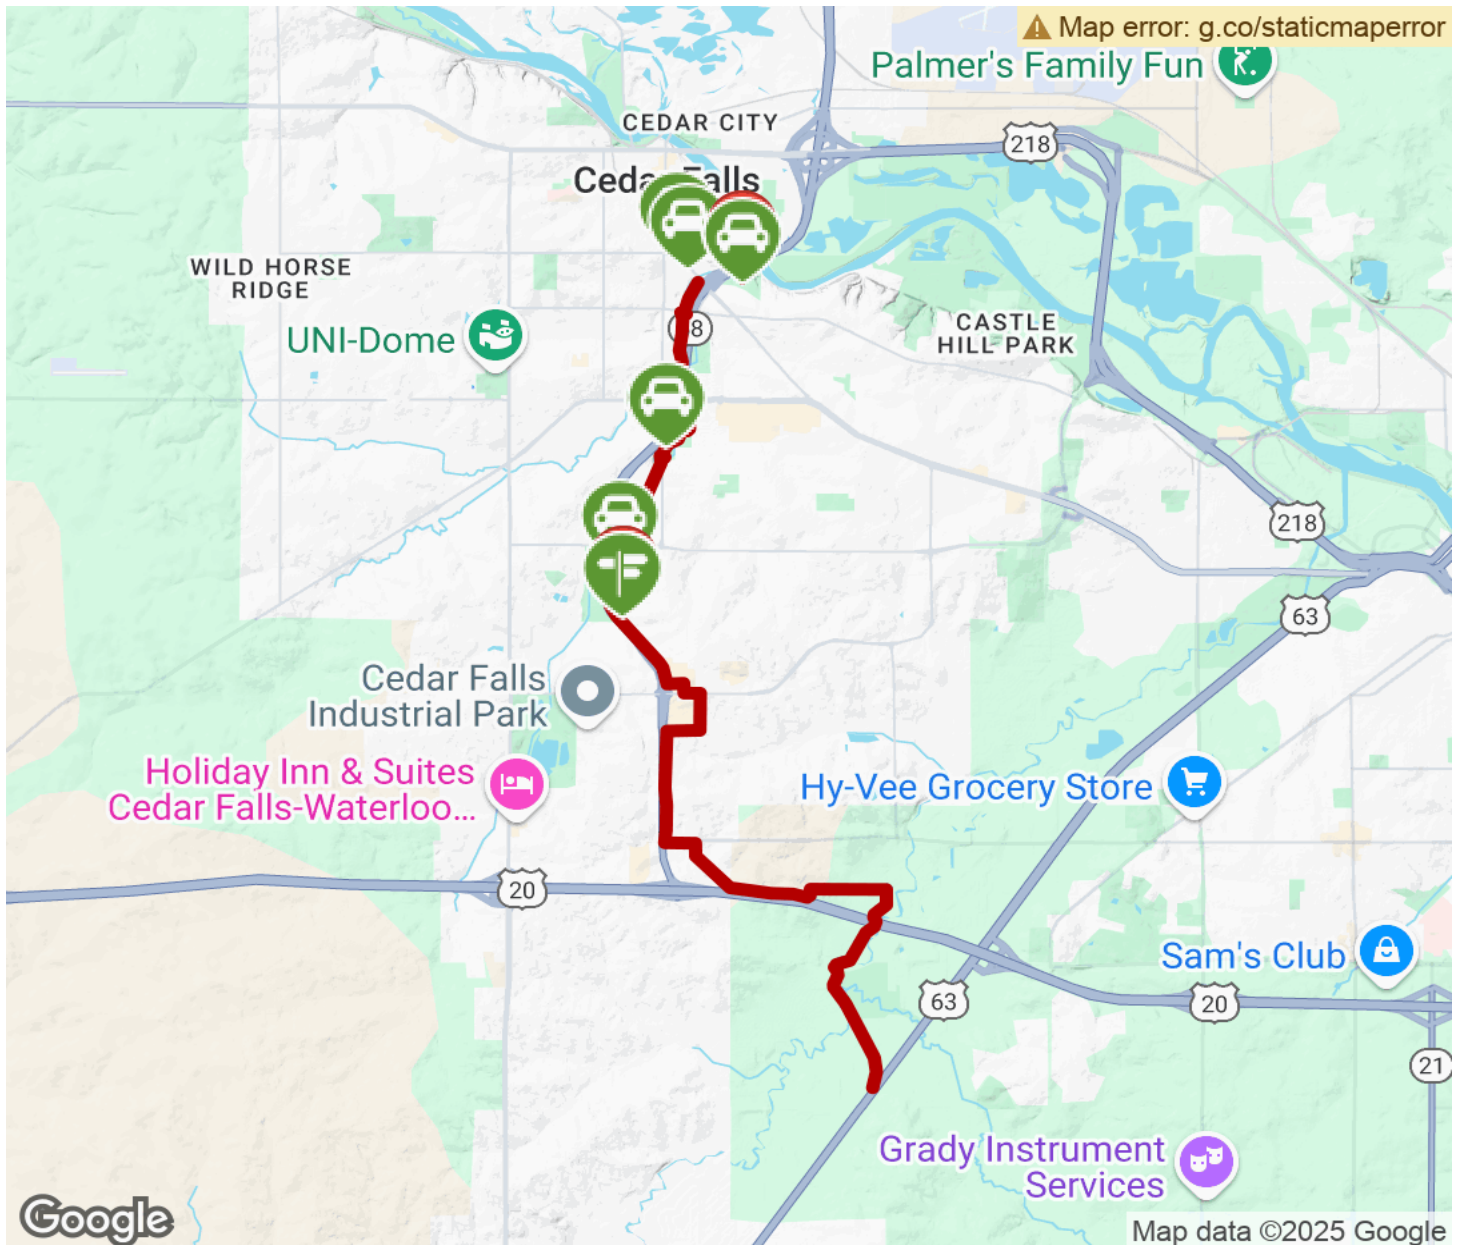 Map error: g.co/staticmaperror
Palmer's Family Fun
CEDAR CITY
218
Cedar Falls
WILD HORSE
RIDGE
CASTLE
HILL PARK
UNI-Dome
218
63
Cedar Falls
Industrial Park
Holiday Inn & Suites
Cedar Falls-Waterloo...
Hy-Vee Grocery Store
20
Sam's Club
63
20
21
Grady Instrument
Services
Google
Map data ©2025 Google